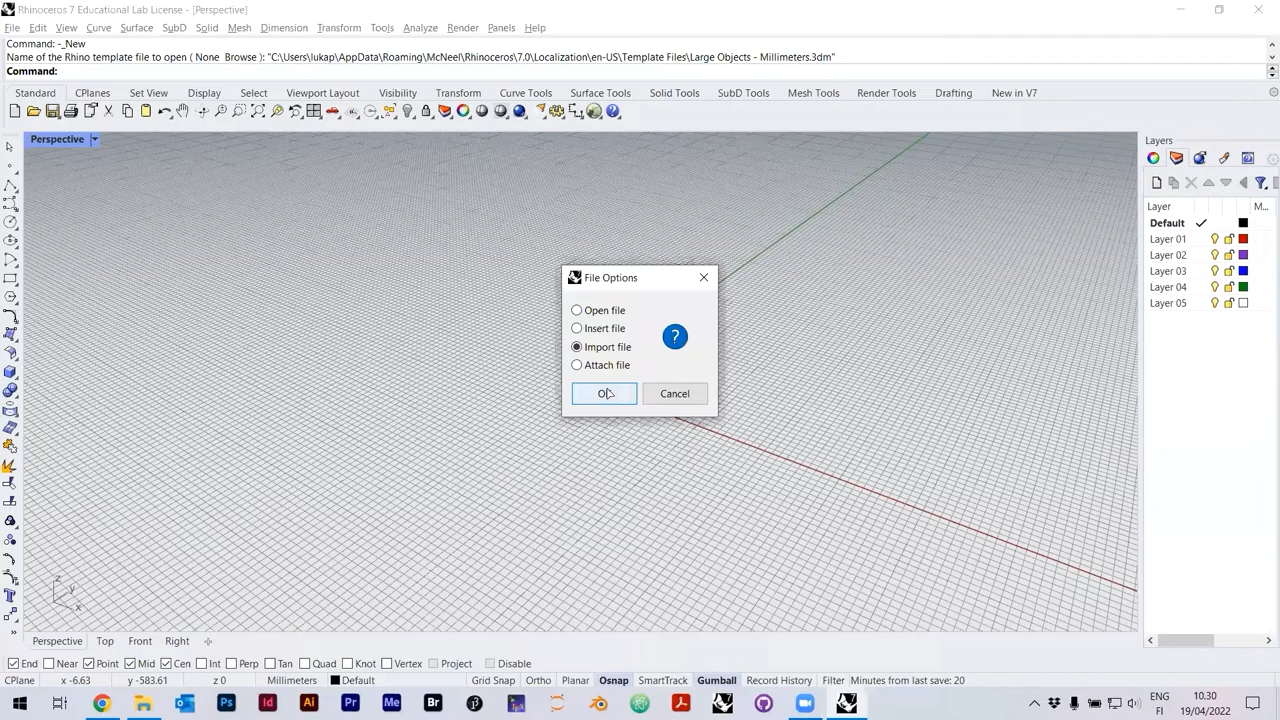 Rhinoceros 7 Educational Lab License - [Perspective]
File Edit View Curve Surface SubD Solid Mesh Dimension Transform Tools Analyze Render Panels Help
Command: -_New
Name of the Rhino template file to open ( None Browse ): "C:\Users\lukap\AppData\Roaming\McNeel\Rhinoceros\7.0\Localization\en-US\Template Files\Large Objects - Millimeters.3dm"
Command:
Standard CPlanes Set View Display Select Viewport Layout Visibility Transform Curve Tools Surface Tools Solid Tools SubD Tools Mesh Tools Render Tools Drafting New in V7
Perspective
Layers
Layer M...
Default
Layer 01
Layer 02
Layer 03
Layer 04
Layer 05
File Options
Open file
Insert file
Import file
Attach file
Cancel
z
y
x
Perspective Top Front Right
End Near Point Mid Cen Int Perp Tan Quad Knot Vertex Project Disable
CPlane x -6.63 y -583.61 z 0 Millimeters Default Grid Snap Ortho Planar Osnap SmartTrack Gumball Record History Filter Minutes from last save: 20
Ps Id Ai Pr Me Br
ENG 10.30
FI 19/04/2022